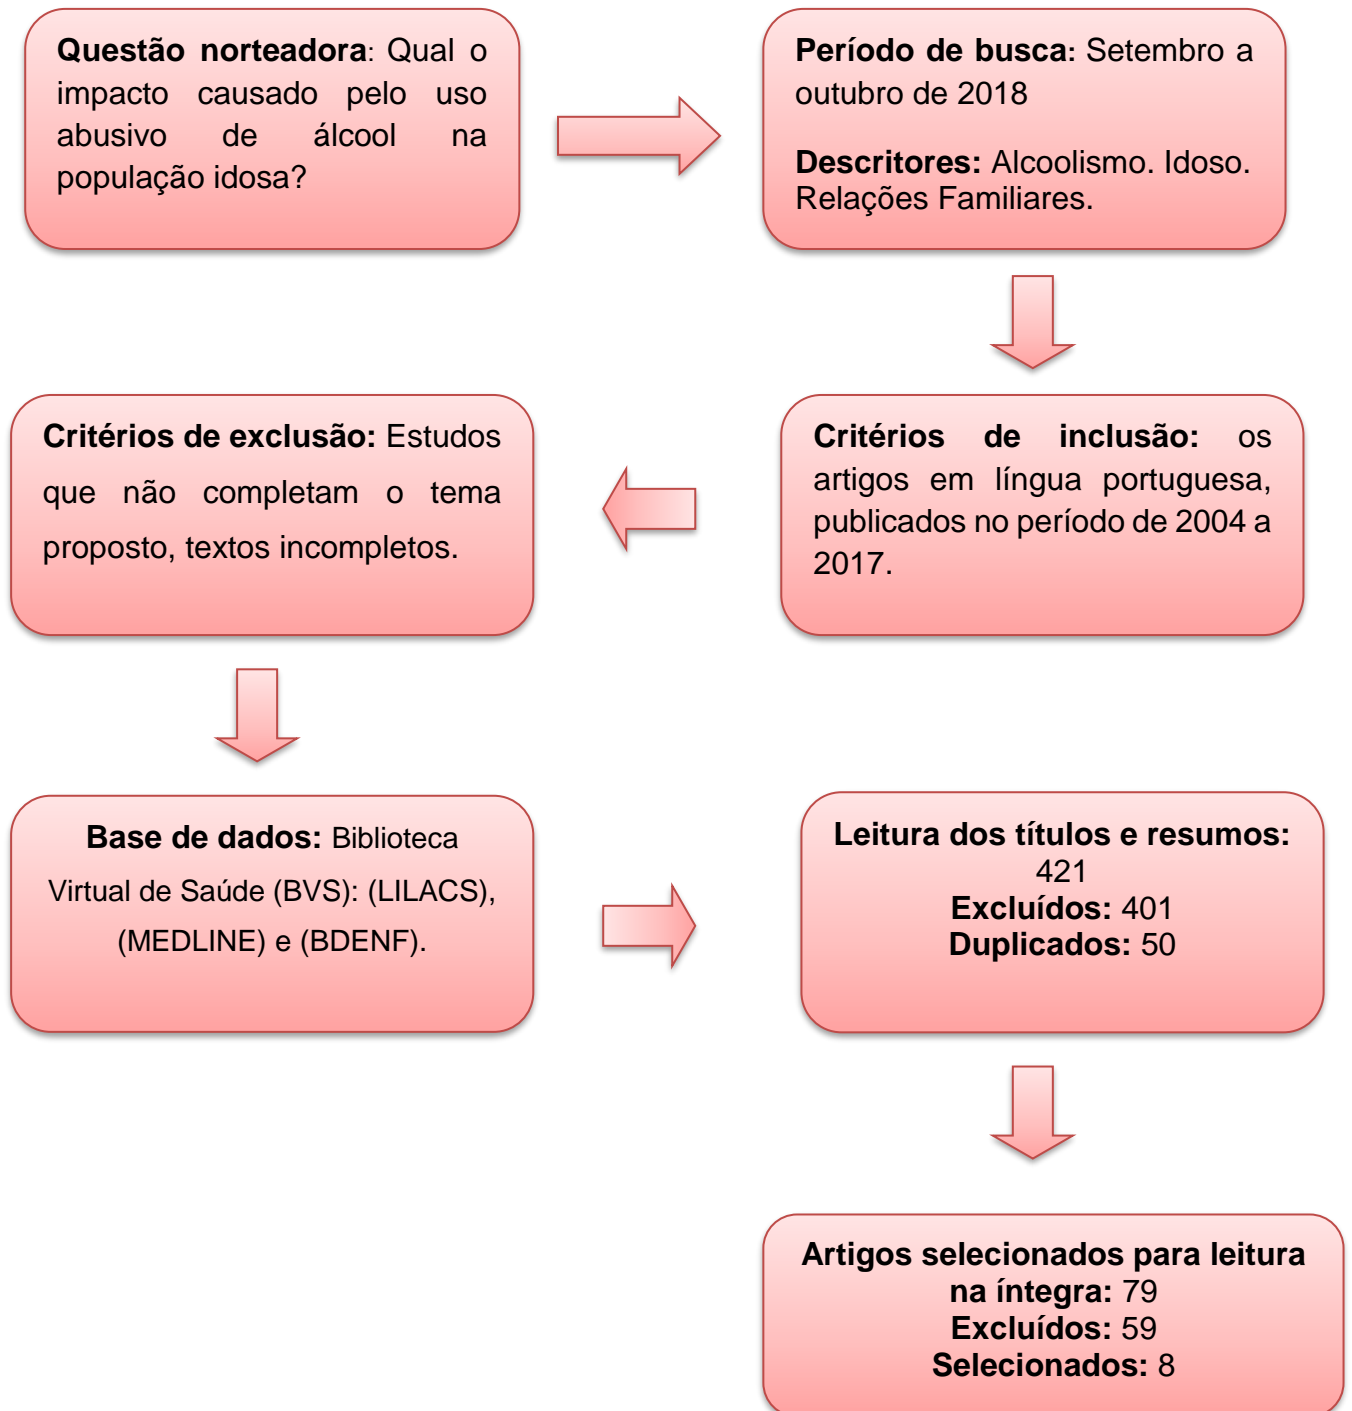 Questão norteadora: Qual o
impacto causado pelo uso
abusivo de álcool na
população idosa?
Período de busca: Setembro a
outubro de 2018
Descritores: Alcoolismo. Idoso.
Relações Familiares.
Critérios de inclusão: os
artigos em língua portuguesa,
publicados no período de 2004 a
2017.
Critérios de exclusão: Estudos
que não completam o tema
proposto, textos incompletos.
Base de dados: Biblioteca
Virtual de Saúde (BVS): (LILACS),
(MEDLINE) e (BDENF).
Leitura dos títulos e resumos:
421
Excluídos: 401
Duplicados: 50
Artigos selecionados para leitura
na íntegra: 79
Excluídos: 59
Selecionados: 8